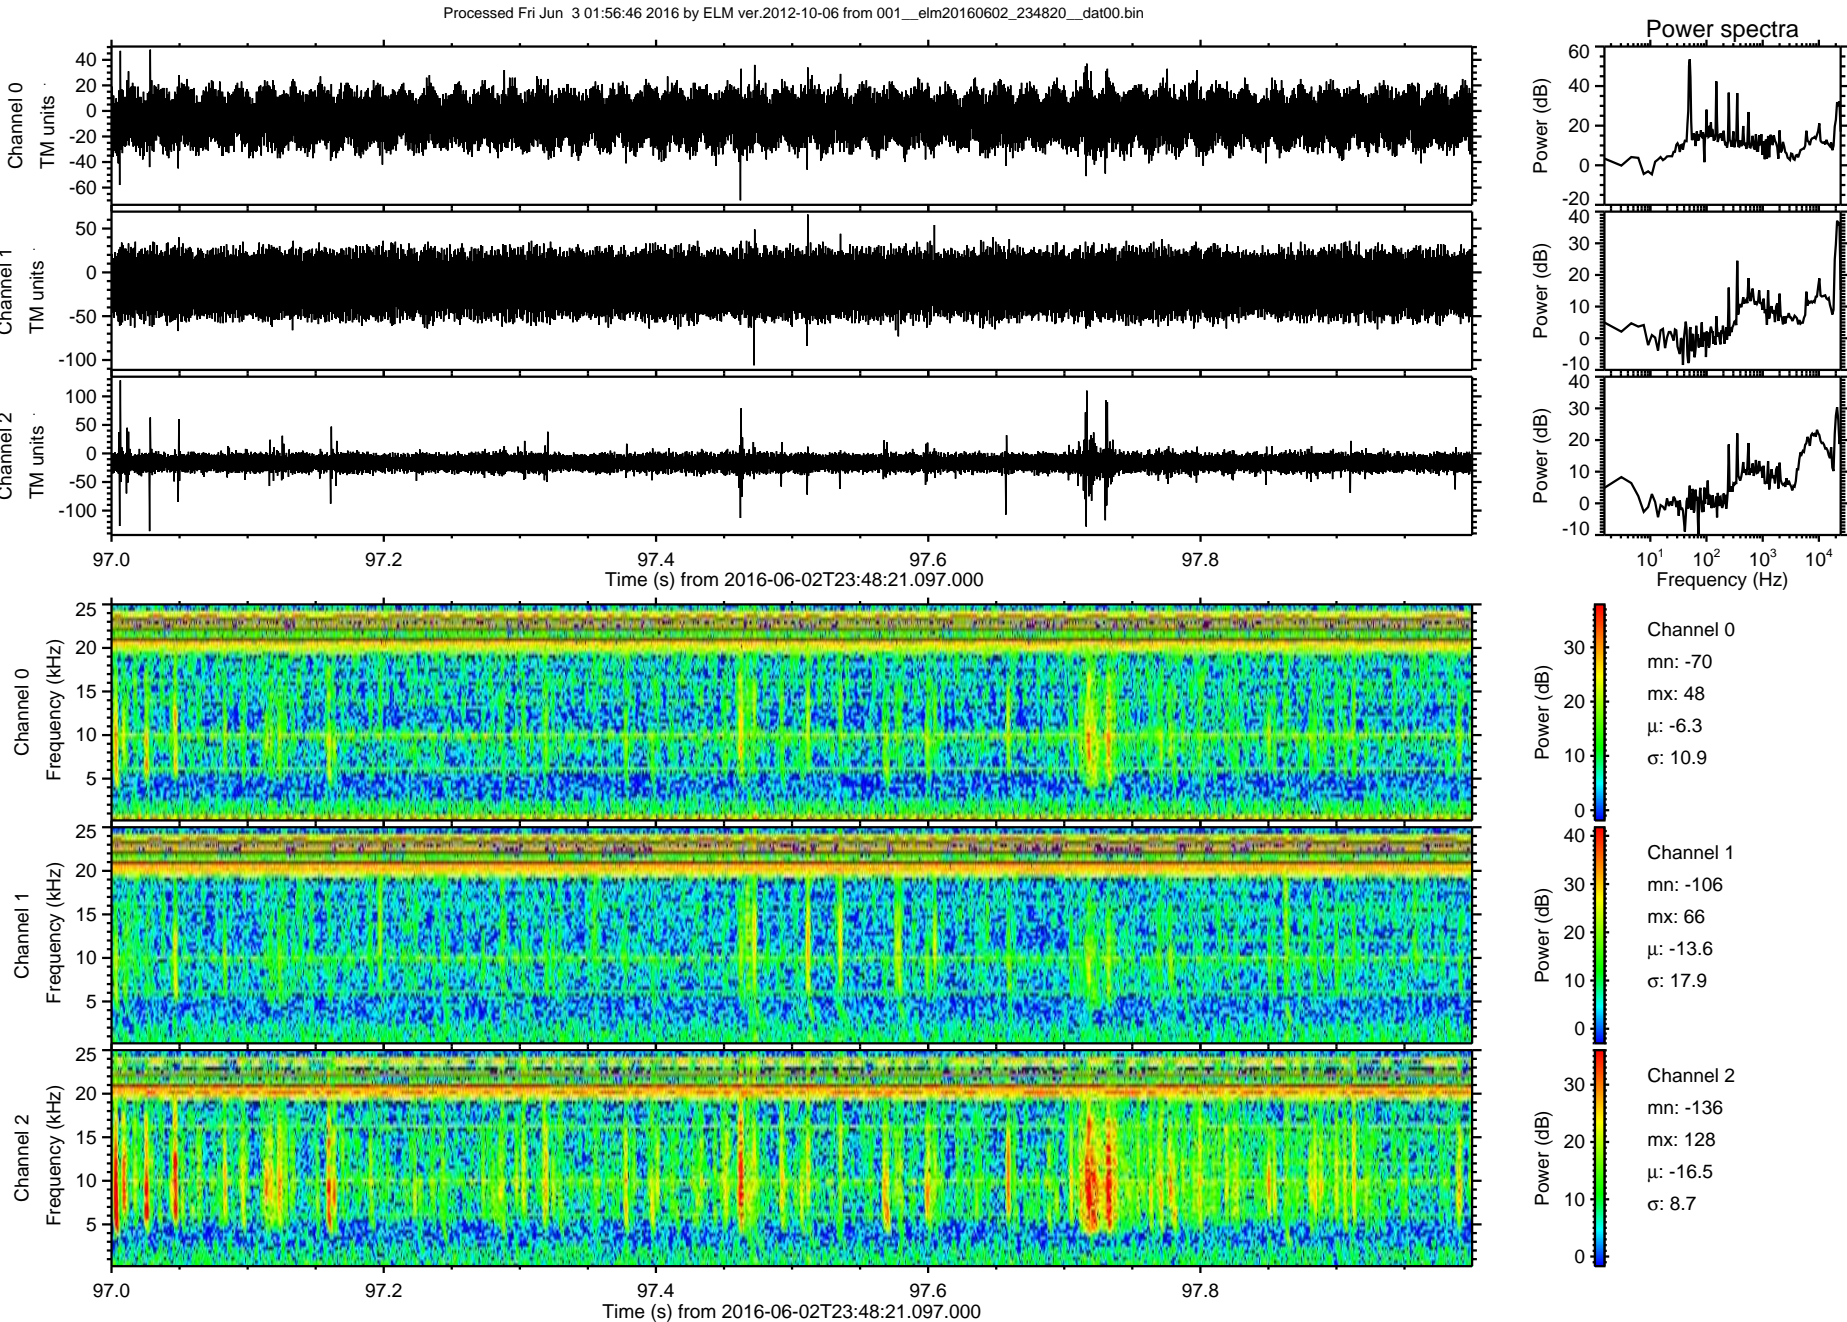 Processed Fri Jun  3 01:56:46 2016 by ELM ver.2012-10-06 from 001__elm20160602_234820__dat00.bin
Power spectra
Channel 0
TM units
40
20
0
-20
-40
-60
Power (dB)
60
40
20
0
-20
Channel 1
TM units
50
0
-50
-100
Power (dB)
40
30
20
10
0
-10
Channel 2
TM units
100
50
0
-50
-100
Power (dB)
40
30
20
10
0
-10
97.0 97.2 97.4 97.6 97.8
Time (s) from 2016-06-02T23:48:21.097.000
10^1 10^2 10^3 10^4
Frequency (Hz)
Channel 0
Frequency (kHz)
25
20
15
10
5
Power (dB)
30
20
10
0
Channel 0
mn: -70
mx: 48
μ: -6.3
σ: 10.9
Channel 1
Frequency (kHz)
25
20
15
10
5
Power (dB)
40
30
20
10
0
Channel 1
mn: -106
mx: 66
μ: -13.6
σ: 17.9
Channel 2
Frequency (kHz)
25
20
15
10
5
Power (dB)
30
20
10
0
Channel 2
mn: -136
mx: 128
μ: -16.5
σ: 8.7
97.0 97.2 97.4 97.6 97.8
Time (s) from 2016-06-02T23:48:21.097.000